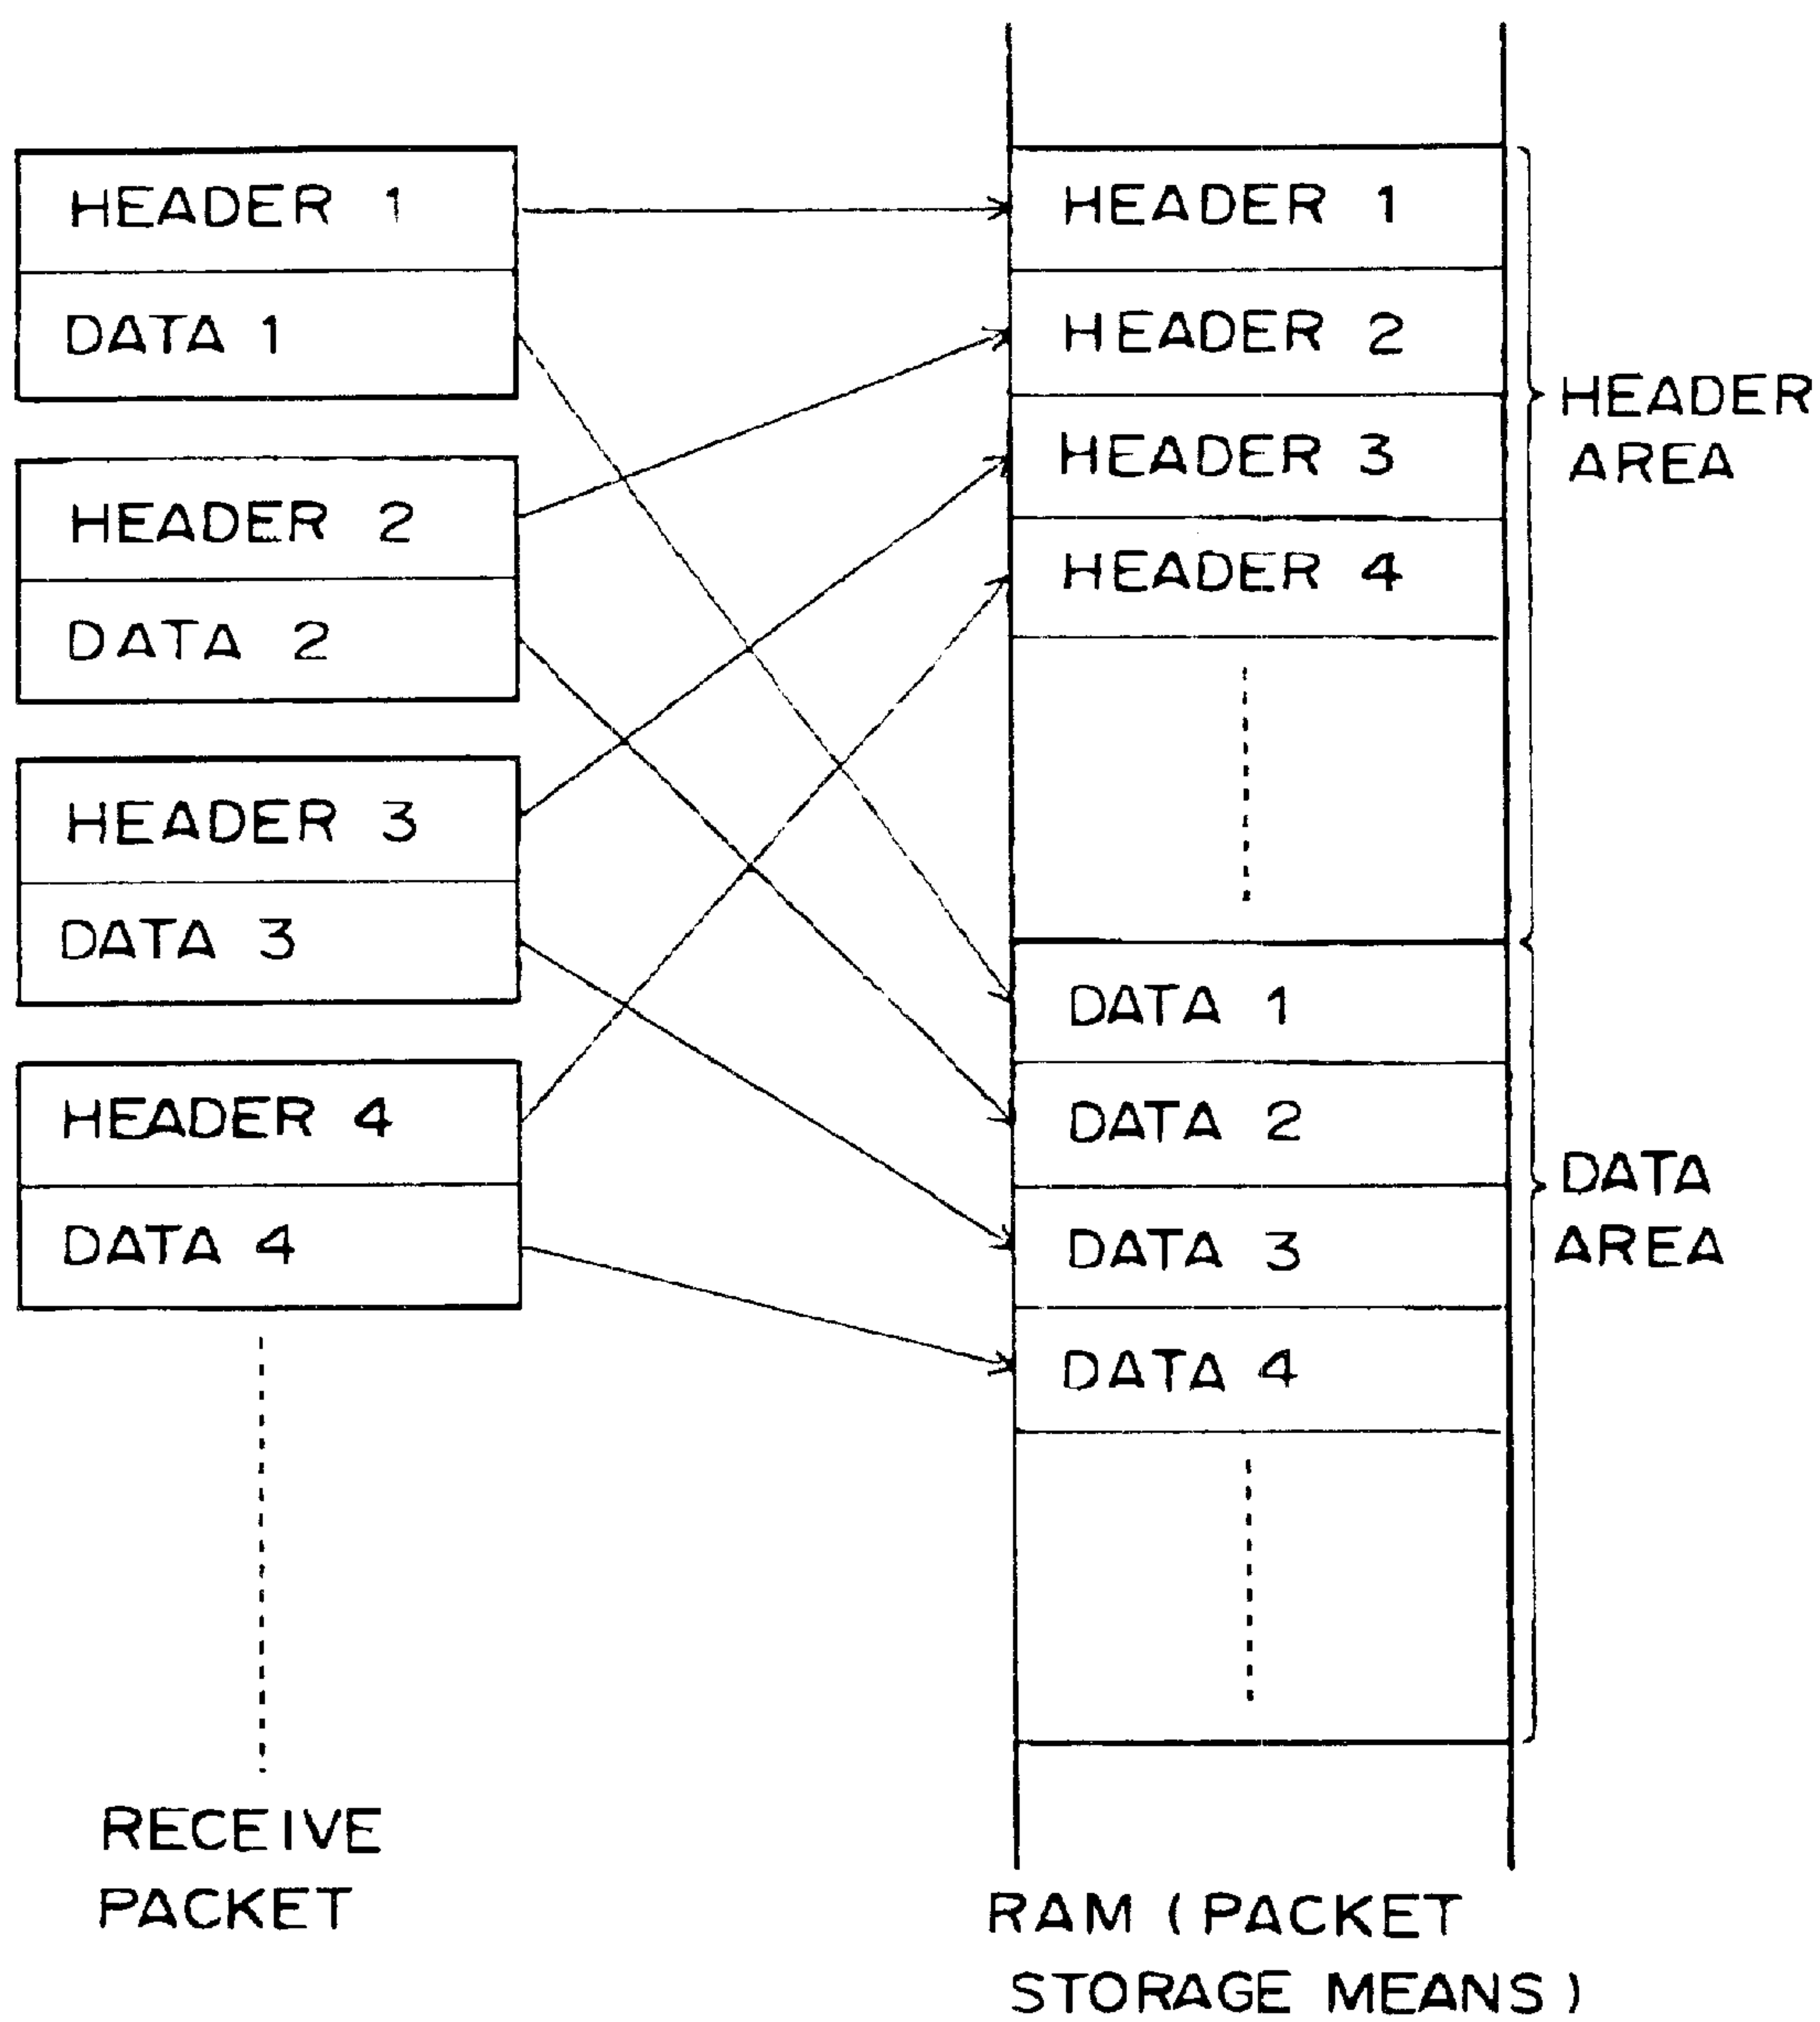 HEADER 1
DATA 1
HEADER 2
DATA 2
HEADER 3
DATA 3
HEADER 4
DATA 4
RECEIVE
PACKET
HEADER 1
HEADER 2
HEADER 3
HEADER 4
DATA 1
DATA 2
DATA 3
DATA 4
RAM (PACKET
STORAGE MEANS)
HEADER
AREA
DATA
AREA